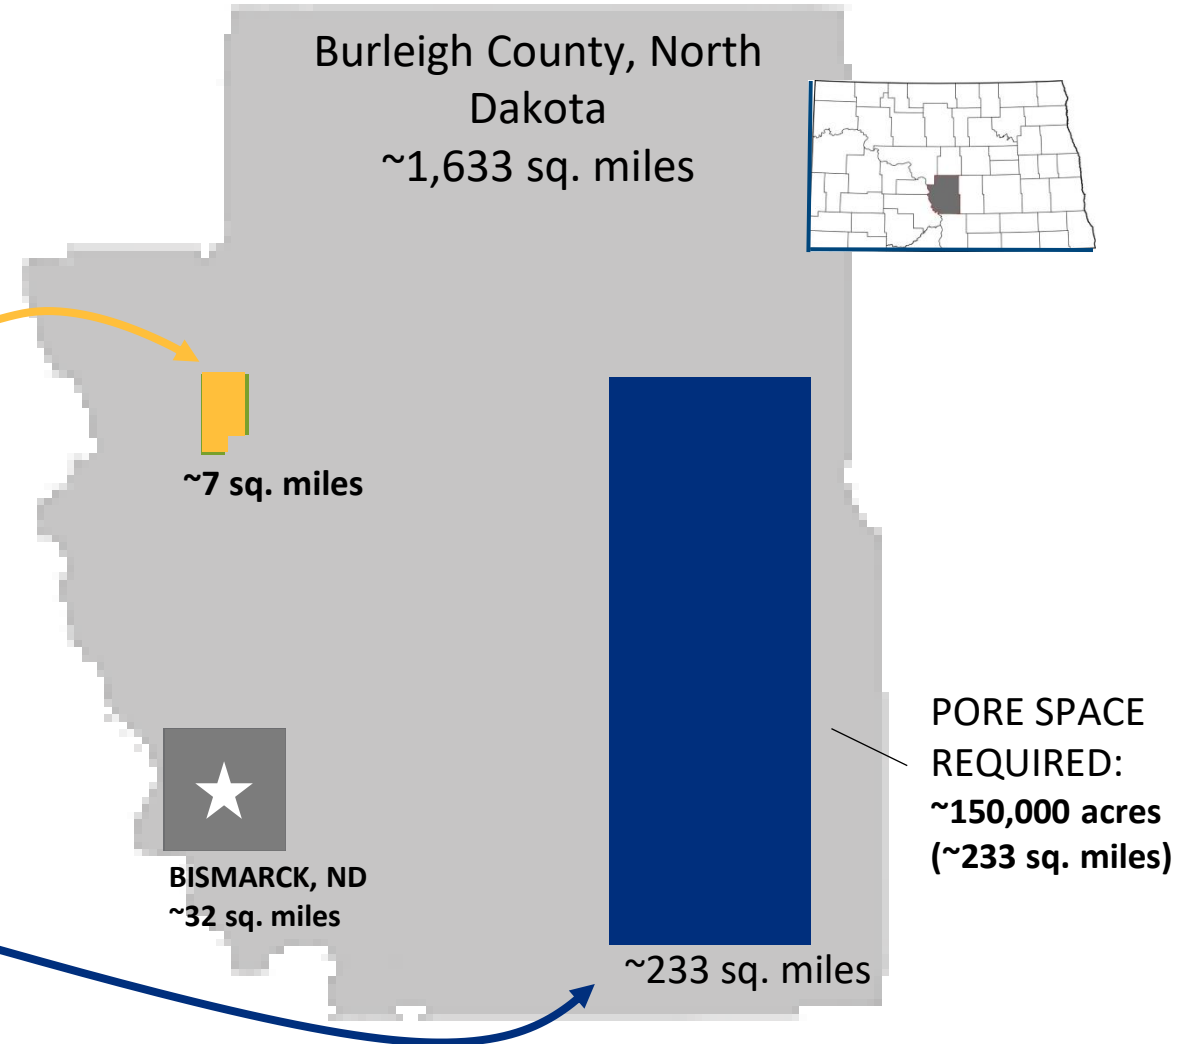 Burleigh County, North
Dakota
~1,633 sq. miles
~7 sq. miles
PORE SPACE
REQUIRED:
~150,000 acres
(~233 sq. miles)
BISMARCK, ND
~32 sq. miles
~233 sq. miles